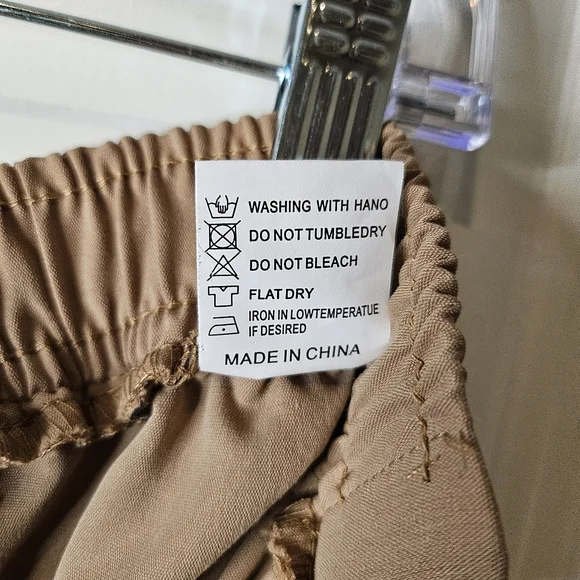 WASHING WITH HANO
DO NOT TUMBLEDRY
DO NOT BLEACH
FLAT DRY
IRON IN LOWTEMPERATUE
IF DESIRED
MADE IN CHINA